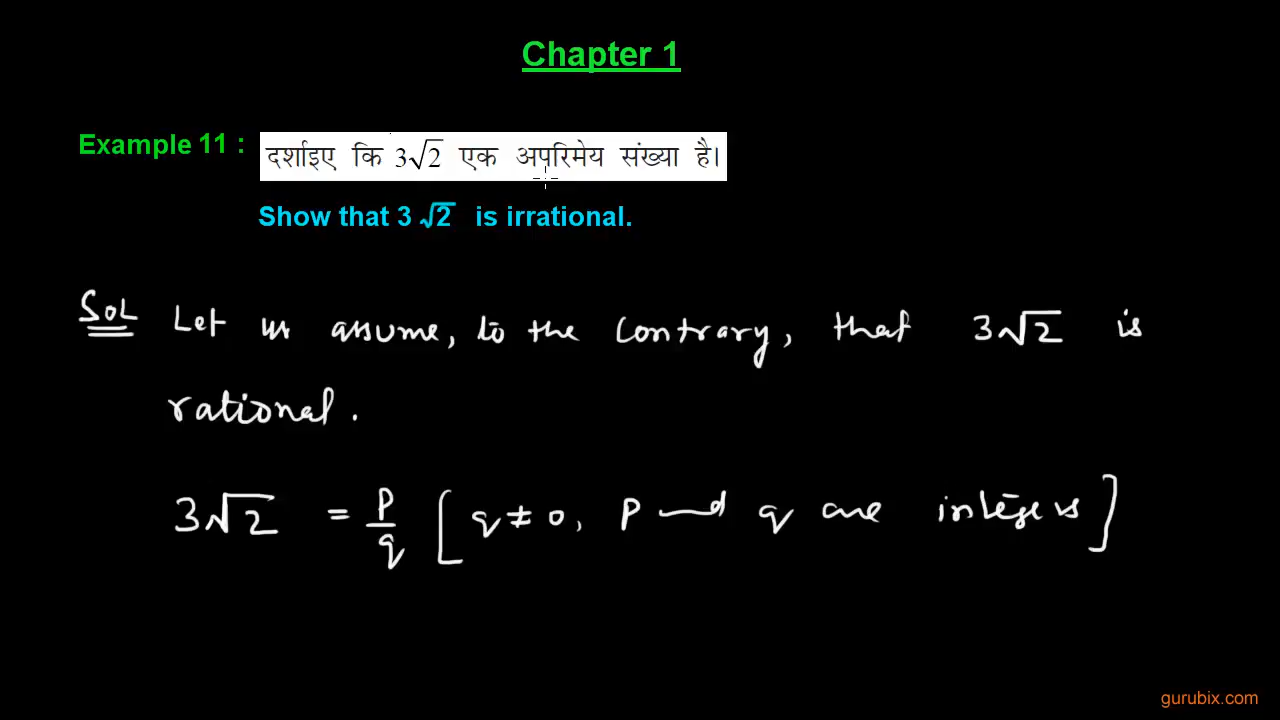 Chapter 1
Example 11 : दर्शाइए कि 3√2 एक अपरिमेय संख्या है।
Show that 3 √2 is irrational.
Sol Let us assume, to the contrary, that 3√2 is
rational.
3√2 = p/q [q ≠ 0, p and q are integers]
gurubix.com